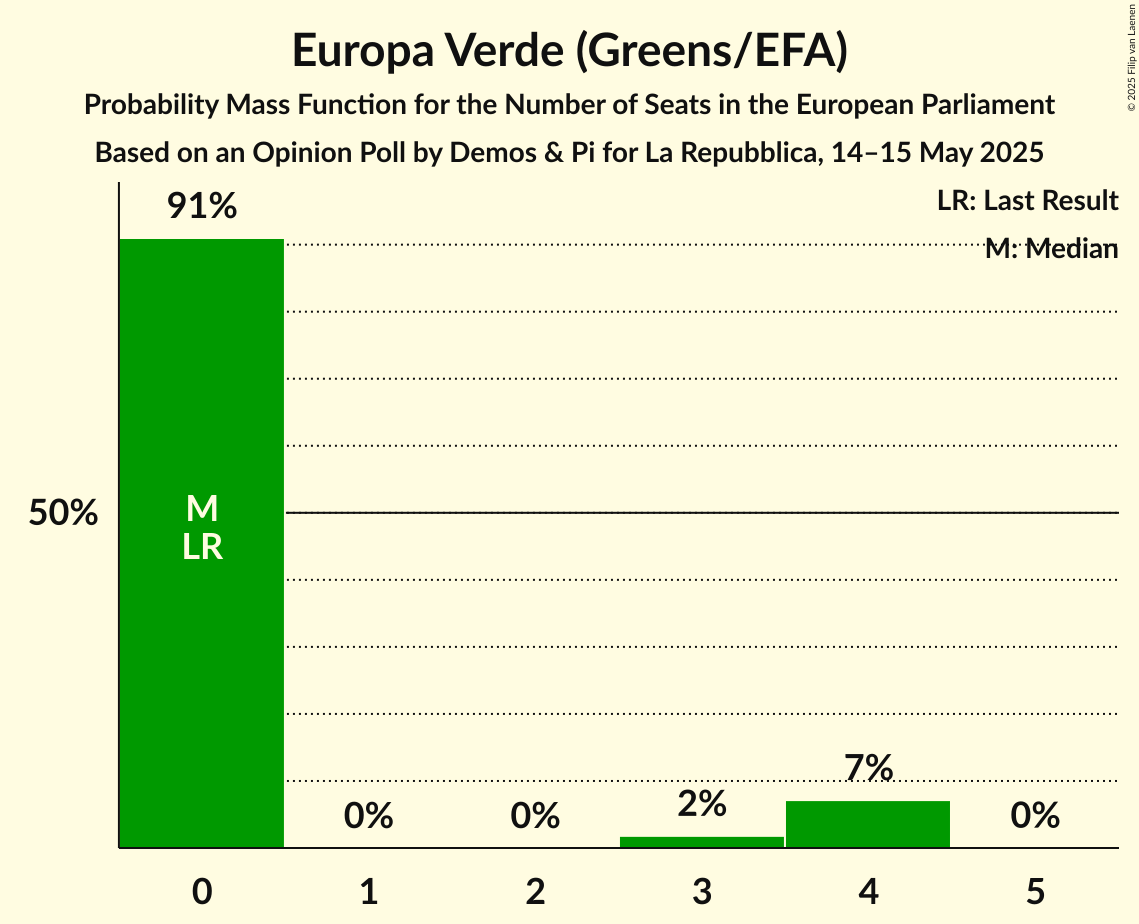 Europa Verde (Greens/EFA)
Probability Mass Function for the Number of Seats in the European Parliament
Based on an Opinion Poll by Demos & Pi for La Repubblica, 14–15 May 2025
© 2025 Filip van Laenen
LR: Last Result
M: Median
91%
50%
M
LR
0%
0%
2%
7%
0%
0
1
2
3
4
5